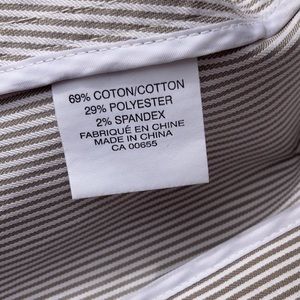 69% COTON/COTTON
29% POLYESTER
2% SPANDEX
FABRIQUÉ EN CHINE
MADE IN CHINA
CA 00655